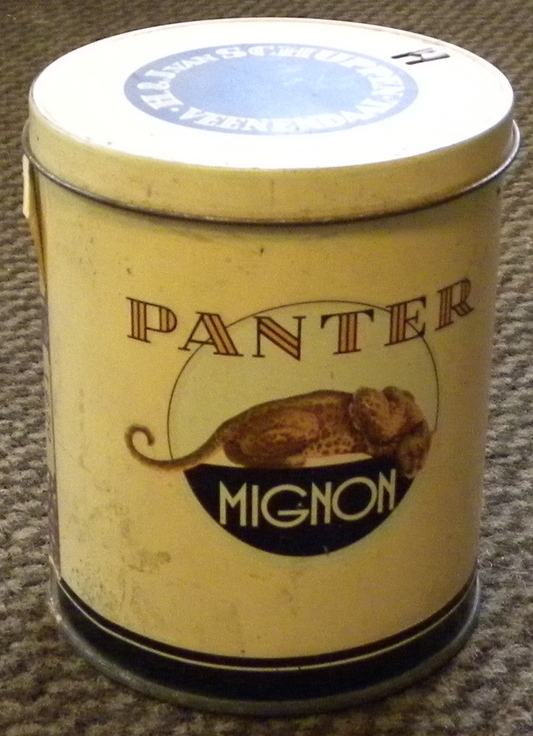 H & J VAN SCHUPPEN
· VEENENDAAL ·
H
PANTER
MIGNON